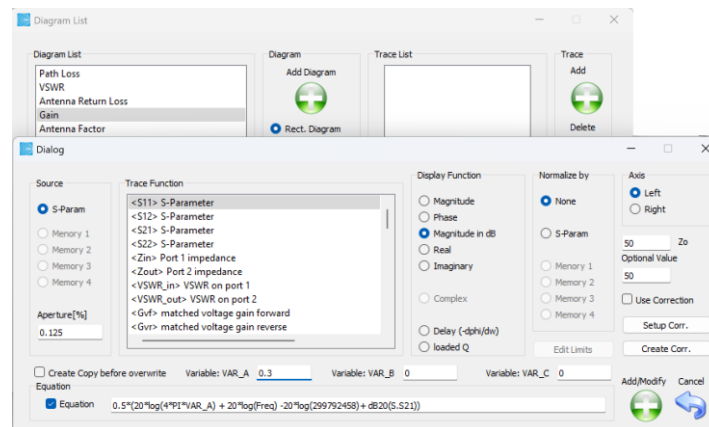 Diagram List
Diagram List
Path Loss
VSWR
Antenna Return Loss
Gain
Antenna Factor
Diagram
Add Diagram
Rect. Diagram
Trace List
Trace
Add
Delete
Dialog
Source
S-Param
Menory 1
Memory 2
Memory 3
Memory 4
Aperture[%]
0.125
Trace Function
<S11> S-Parameter
<S12> S-Parameter
<S21> S-Parameter
<S22> S-Parameter
<Zin> Port 1 impedance
<Zout> Port 2 impedance
<VSWR_in> VSWR on port 1
<VSWR_out> VSWR on port 2
<Gvf> matched voltage gain forward
<Gvr> matched voltage gain reverse
Display Function
Magnitude
Phase
Magnitude in dB
Real
Imaginary
Complex
Delay (-dphi/dw)
loaded Q
Normalize by
None
S-Param
Menory 1
Memory 2
Memory 3
Memory 4
Edit Limits
Axis
Left
Right
50 Zo
Optional Value
50
Use Correction
Setup Corr.
Create Corr.
Create Copy before overwrite Variable: VAR_A 0.3 Variable: VAR_B 0 Variable: VAR_C 0
Equation
Equation 0.5*(20*log(4*PI*VAR_A) + 20*log(Freq) -20*log(299792458)+ dB20(S.S21))
Add/Modify Cancel